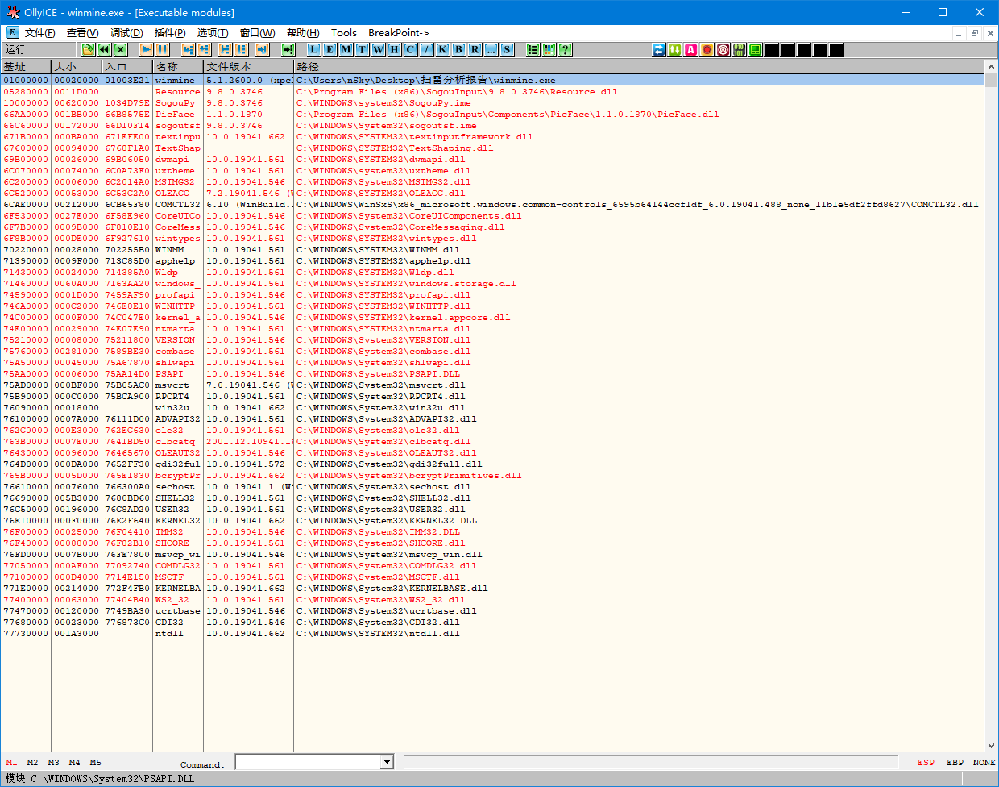 OllyICE - winmine.exe - [Executable modules]
文件(F) 查看(V) 调试(D) 插件(P) 选项(T) 窗口(W) 帮助(H) Tools BreakPoint->
运行 L E M T W H C / K B R ... S ? A
基址 大小 入口 名称 文件版本 路径
01000000 00020000 01003E21 winmine 5.1.2600.0 (xpcl C:\Users\nSky\Desktop\扫雷分析报告\winmine.exe
05280000 0011D000 Resource 9.8.0.3746 C:\Program Files (x86)\SogouInput\9.8.0.3746\Resource.dll
10000000 00620000 1034D79E SogouPy 9.8.0.3746 C:\WINDOWS\system32\SogouPy.ime
66AA0000 001BB000 66B8575E PicFace 1.1.0.1870 C:\Program Files (x86)\SogouInput\Components\PicFace\1.1.0.1870\PicFace.dll
66C60000 00172000 66D10F14 sogoutsf 9.8.0.3746 C:\WINDOWS\System32\sogoutsf.ime
671B0000 000BA000 671EFE00 textinpu 10.0.19041.662 C:\WINDOWS\SYSTEM32\textinputframework.dll
67600000 00094000 6768F1A0 TextShap C:\WINDOWS\SYSTEM32\TextShaping.dll
69B00000 00026000 69B06050 dwmapi 10.0.19041.561 C:\WINDOWS\SYSTEM32\dwmapi.dll
6C070000 00074000 6C0A73F0 uxtheme 10.0.19041.561 C:\WINDOWS\system32\uxtheme.dll
6C200000 00006000 6C2014A0 MSIMG32 10.0.19041.546 C:\WINDOWS\SYSTEM32\MSIMG32.dll
6C520000 00053000 6C53C2A0 OLEACC 7.2.19041.546 (W C:\WINDOWS\SYSTEM32\OLEACC.dll
6CAE0000 00212000 6CB65F80 COMCTL32 6.10 (WinBuild.1 C:\WINDOWS\WinSxS\x86_microsoft.windows.common-controls_6595b64144ccf1df_6.0.19041.488_none_11b1e5df2ffd8627\COMCTL32.dll
6F530000 0027E000 6F58E960 CoreUICo 10.0.19041.546 C:\WINDOWS\System32\CoreUIComponents.dll
6F7B0000 0009B000 6F810E10 CoreMess 10.0.19041.546 C:\WINDOWS\System32\CoreMessaging.dll
6F8B0000 000DE000 6F927610 wintypes 10.0.19041.546 C:\WINDOWS\SYSTEM32\wintypes.dll
70220000 00028000 702255B0 WINMM 10.0.19041.561 C:\WINDOWS\SYSTEM32\WINMM.dll
71390000 0009F000 713C85D0 apphelp 10.0.19041.561 C:\WINDOWS\SYSTEM32\apphelp.dll
71430000 00024000 714385A0 Wldp 10.0.19041.561 C:\WINDOWS\SYSTEM32\Wldp.dll
71460000 0060A000 7163AA20 windows_ 10.0.19041.561 C:\WINDOWS\SYSTEM32\windows.storage.dll
74590000 0001D000 7459AF90 profapi 10.0.19041.546 C:\WINDOWS\SYSTEM32\profapi.dll
746A0000 000C2000 746E8E10 WINHTTP 10.0.19041.546 C:\WINDOWS\SYSTEM32\WINHTTP.dll
74C00000 0000F000 74C047E0 kernel_a 10.0.19041.546 C:\WINDOWS\SYSTEM32\kernel.appcore.dll
74E00000 00029000 74E07E90 ntmarta 10.0.19041.561 C:\WINDOWS\SYSTEM32\ntmarta.dll
75210000 00008000 75211800 VERSION 10.0.19041.546 C:\WINDOWS\SYSTEM32\VERSION.dll
75760000 00281000 7589BE30 combase 10.0.19041.561 C:\WINDOWS\System32\combase.dll
75A50000 00045000 75A67870 shlwapi 10.0.19041.561 C:\WINDOWS\System32\shlwapi.dll
75AA0000 00006000 75AA14D0 PSAPI 10.0.19041.546 C:\WINDOWS\System32\PSAPI.DLL
75AD0000 000BF000 75B05AC0 msvcrt 7.0.19041.546 (W C:\WINDOWS\System32\msvcrt.dll
75B90000 000C0000 75BCA900 RPCRT4 10.0.19041.561 C:\WINDOWS\System32\RPCRT4.dll
76090000 00018000 win32u 10.0.19041.662 C:\WINDOWS\System32\win32u.dll
76100000 0007A000 76111D00 ADVAPI32 10.0.19041.561 C:\WINDOWS\System32\ADVAPI32.dll
762C0000 000E3000 762EC630 ole32 10.0.19041.561 C:\WINDOWS\System32\ole32.dll
763B0000 0007E000 7641BD50 clbcatq 2001.12.10941.16 C:\WINDOWS\System32\clbcatq.dll
76430000 00096000 76465670 OLEAUT32 10.0.19041.546 C:\WINDOWS\System32\OLEAUT32.dll
764D0000 000DA000 7652FF30 gdi32ful 10.0.19041.572 C:\WINDOWS\System32\gdi32full.dll
765B0000 0005D000 765E1830 bcryptPr 10.0.19041.662 C:\WINDOWS\System32\bcryptPrimitives.dll
76610000 00076000 766300A0 sechost 10.0.19041.1 (Wi C:\WINDOWS\System32\sechost.dll
76690000 005B3000 7680BD60 SHELL32 10.0.19041.561 C:\WINDOWS\System32\SHELL32.dll
76C50000 00196000 76C8AD20 USER32 10.0.19041.561 C:\WINDOWS\System32\USER32.dll
76E10000 000F0000 76E2F640 KERNEL32 10.0.19041.662 C:\WINDOWS\System32\KERNEL32.DLL
76F00000 00025000 76F04410 IMM32 10.0.19041.546 C:\WINDOWS\System32\IMM32.DLL
76F40000 00088000 76F82B10 SHCORE 10.0.19041.546 C:\WINDOWS\System32\SHCORE.dll
76FD0000 0007B000 76FE7800 msvcp_wi 10.0.19041.546 C:\WINDOWS\System32\msvcp_win.dll
77050000 000AF000 77092740 COMDLG32 10.0.19041.546 C:\WINDOWS\System32\COMDLG32.dll
77100000 000D4000 7714E150 MSCTF 10.0.19041.561 C:\WINDOWS\System32\MSCTF.dll
771E0000 00214000 772F4FB0 KERNELBA 10.0.19041.662 C:\WINDOWS\System32\KERNELBASE.dll
77400000 00063000 77404B40 WS2_32 10.0.19041.561 C:\WINDOWS\System32\WS2_32.dll
77470000 00120000 7749BA30 ucrtbase 10.0.19041.546 C:\WINDOWS\System32\ucrtbase.dll
77680000 00023000 776873C0 GDI32 10.0.19041.546 C:\WINDOWS\System32\GDI32.dll
77730000 001A3000 ntdll 10.0.19041.662 C:\WINDOWS\SYSTEM32\ntdll.dll
M1 M2 M3 M4 M5 Command: ESP EBP NONE
模块 C:\WINDOWS\System32\PSAPI.DLL